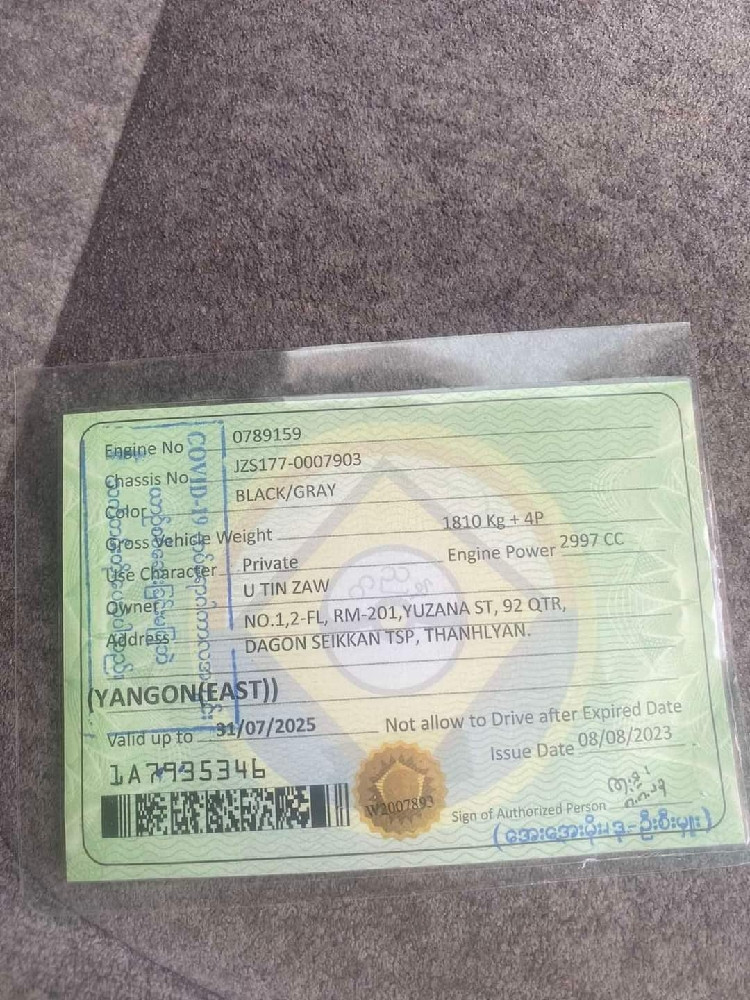 Engine No 0789159
Chassis No JZS177-0007903
Color BLACK/GRAY
Gross Vehicle Weight 1810 Kg + 4P
Use Character Private Engine Power 2997 CC
Owner U TIN ZAW
Address NO.1,2-FL, RM-201,YUZANA ST, 92 QTR,
DAGON SEIKKAN TSP, THANHLYAN.
(YANGON(EAST))
Valid up to 31/07/2025 Not allow to Drive after Expired Date
Issue Date 08/08/2023
1A7935346
W2007893
Sign of Authorized Person
COVID-19